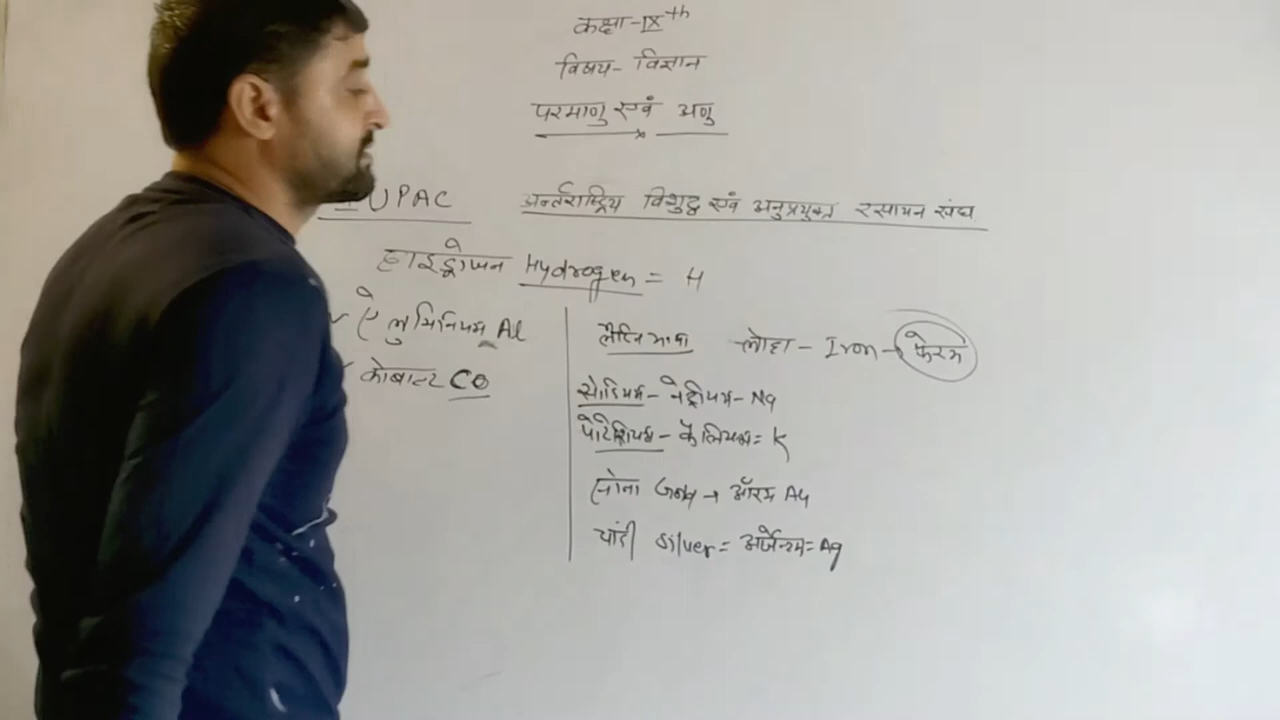 कक्षा-IXth
विषय- विज्ञान
परमाणु एवं अणु
IUPAC अर्न्तराष्ट्रिय विशुद्ध एवं अनुप्रयुक्त रसायन संघ
हाइड्रोजन Hydrogen = H
ऐलुमिनियम Al
कोबाल्ट Co
लैटिन भाषा लोहा - Iron → फेरम
सोडियम - नेट्रीयम - Na
पोटेशियम - कैलियम = K
सोना Gold → ऑरम Au
चांदी Silver = अर्जेन्टम = Ag